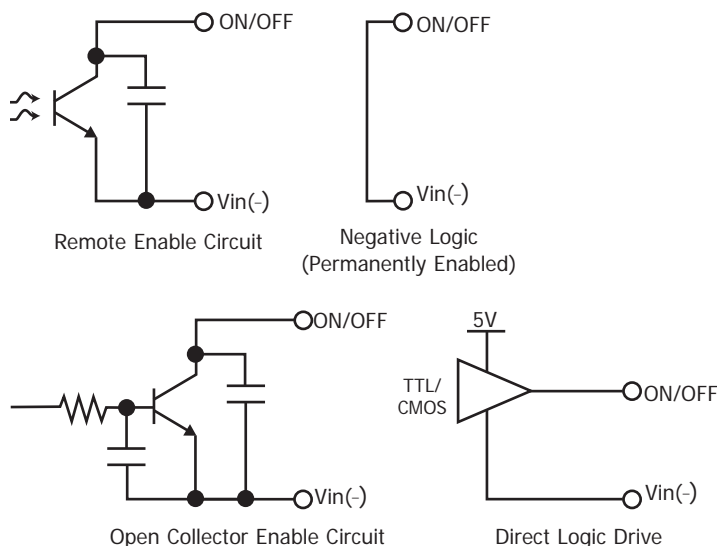 ON/OFF
Vin(–)
Remote Enable Circuit
ON/OFF
Vin(–)
Negative Logic
(Permanently Enabled)
ON/OFF
Vin(–)
Open Collector Enable Circuit
5V
TTL/
CMOS
ON/OFF
Vin(–)
Direct Logic Drive